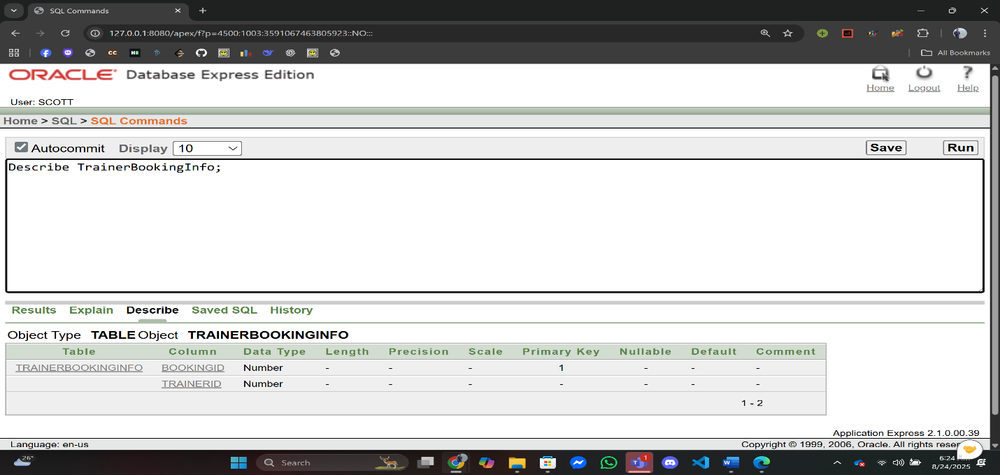 SQL Commands
127.0.0.1:8080/apex/f?p=4500:1003:3591067463805923::NO:::
All Bookmarks
ORACLE Database Express Edition
Home Logout Help
User: SCOTT
Home > SQL > SQL Commands
Autocommit Display 10 Save Run
Describe TrainerBookingInfo;
Results Explain Describe Saved SQL History
Object Type TABLE Object TRAINERBOOKINGINFO
Table Column Data Type Length Precision Scale Primary Key Nullable Default Comment
TRAINERBOOKINGINFO BOOKINGID Number - - - 1 - - -
TRAINERID Number - - - - - - -
1 - 2
Application Express 2.1.0.00.39
Language: en-us Copyright © 1999, 2006, Oracle. All rights
26° Search 1 6:24
8/24/2025